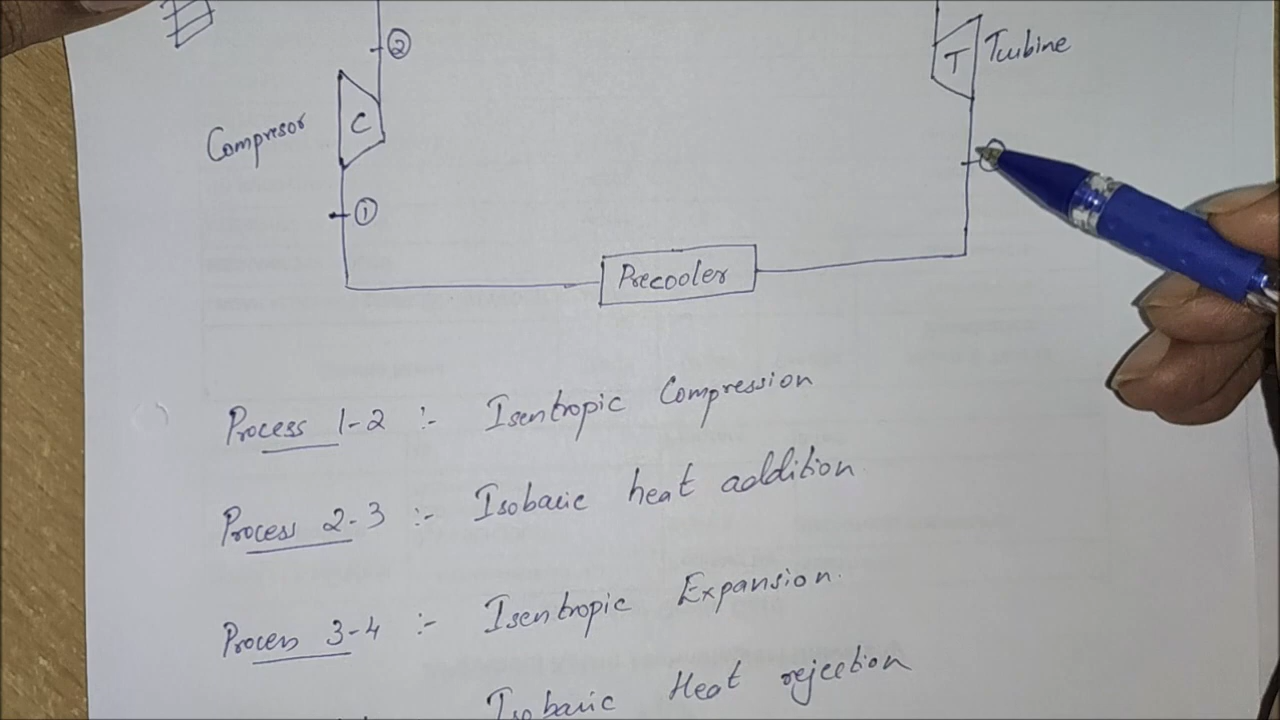 ②
T Turbine
Compresor C
①
Precooler
Process 1-2 :- Isentropic Compression
Process 2-3 :- Isobaric heat addition
Process 3-4 :- Isentropic Expansion.
Isobaric Heat rejection